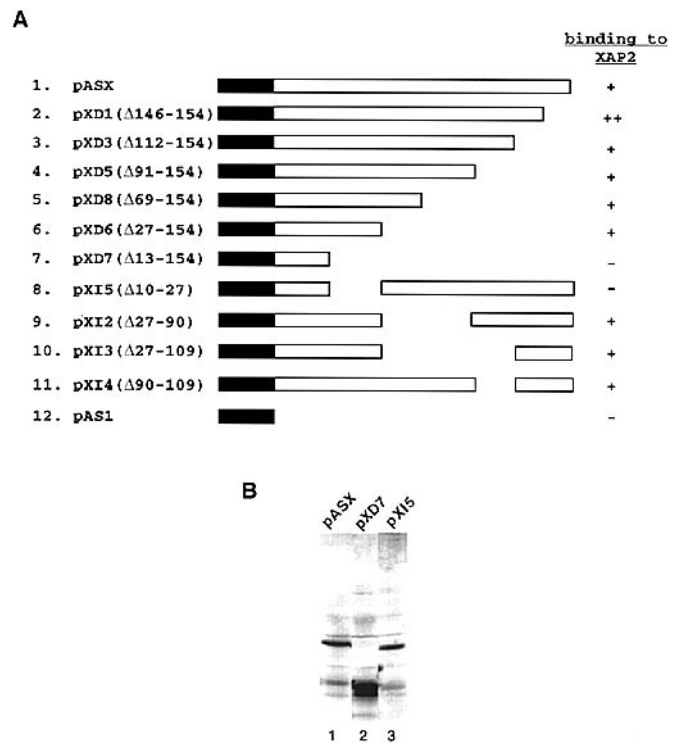 A
binding to
XAP2
1. pASX +
2. pXD1(Δ146-154) ++
3. pXD3(Δ112-154) +
4. pXD5(Δ91-154) +
5. pXD8(Δ69-154) +
6. pXD6(Δ27-154) +
7. pXD7(Δ13-154) -
8. pXI5(Δ10-27) -
9. pXI2(Δ27-90) +
10. pXI3(Δ27-109) +
11. pXI4(Δ90-109) +
12. pAS1 -
B
pASX pXD7 pXI5
1 2 3